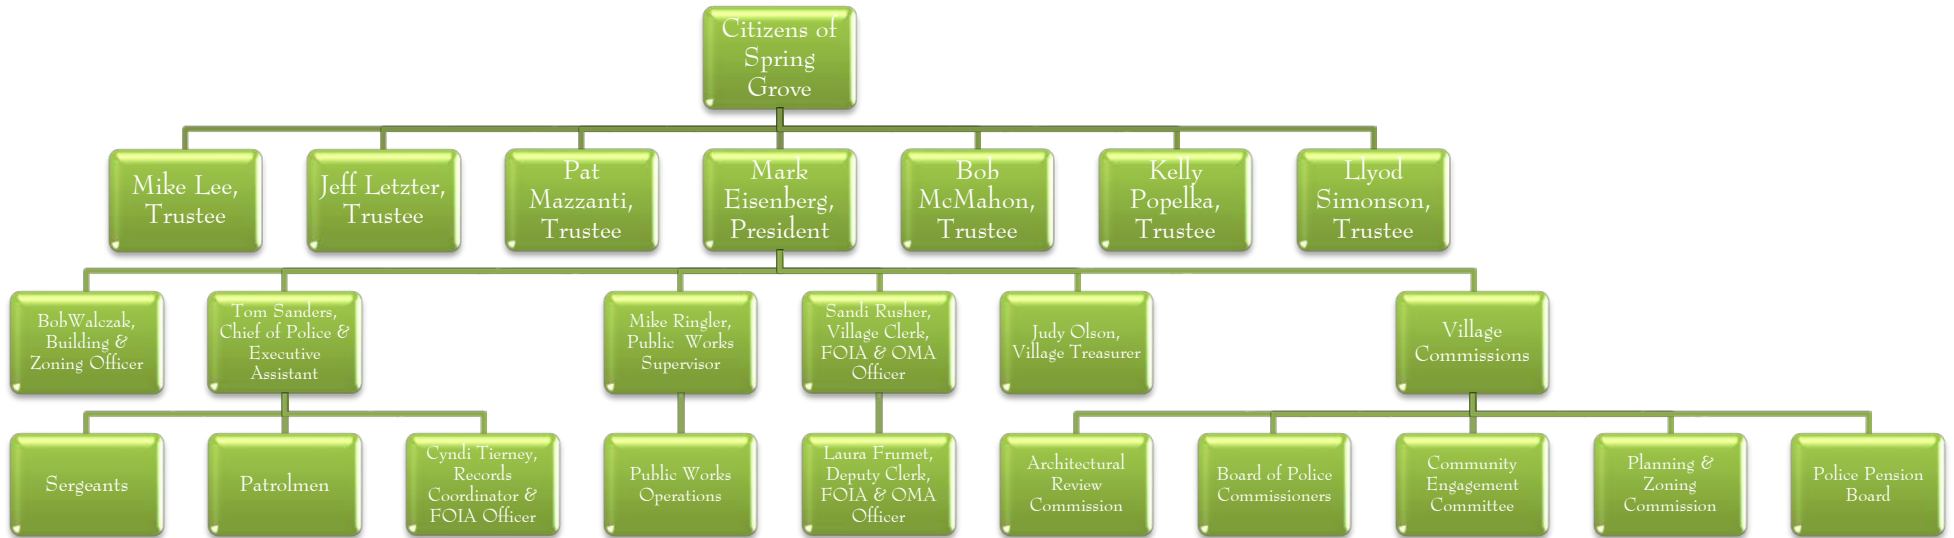 Citizens of
Spring
Grove
Mike Lee,
Trustee
Jeff Letzter,
Trustee
Pat
Mazzanti,
Trustee
Mark
Eisenberg,
President
Bob
McMahon,
Trustee
Kelly
Popelka,
Trustee
Llyod
Simonson,
Trustee
BobWalczak,
Building &
Zoning Officer
Tom Sanders,
Chief of Police &
Executive
Assistant
Mike Ringler,
Public Works
Supervisor
Sandi Rusher,
Village Clerk,
FOIA & OMA
Officer
Judy Olson,
Village Treasurer
Village
Commissions
Sergeants
Patrolmen
Cyndi Tierney,
Records
Coordinator &
FOIA Officer
Public Works
Operations
Laura Frumet,
Deputy Clerk,
FOIA & OMA
Officer
Architectural
Review
Commission
Board of Police
Commissioners
Community
Engagement
Committee
Planning &
Zoning
Commission
Police Pension
Board